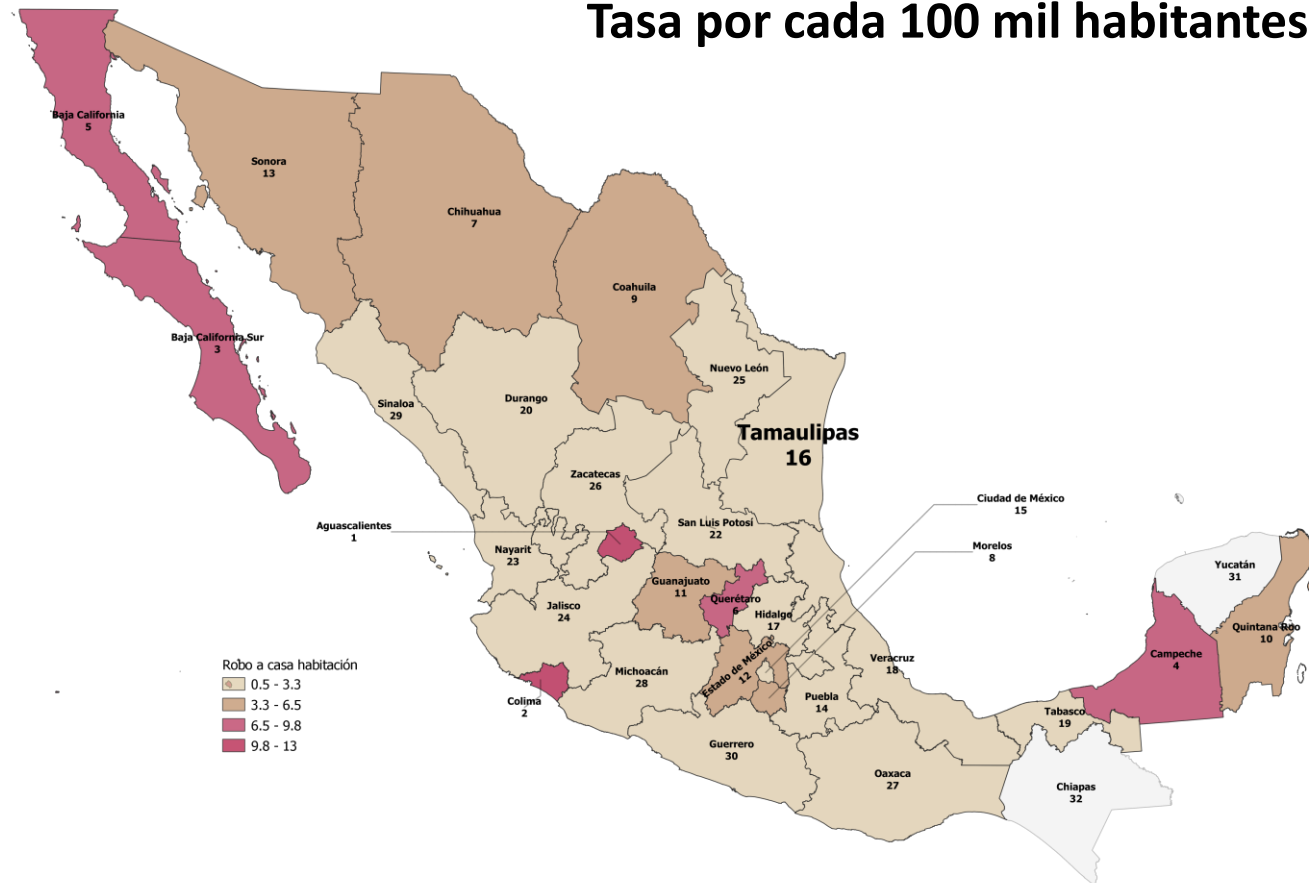 Tasa por cada 100 mil habitantes
Baja California
5
Sonora
13
Chihuahua
7
Coahuila
9
Baja California Sur
3
Nuevo León
25
Sinaloa
29
Durango
20
Tamaulipas
16
Zacatecas
26
Ciudad de México
15
Aguascalientes
1
San Luis Potosí
22
Nayarit
23
Morelos
8
Yucatán
31
Guanajuato
11
Querétaro
6
Jalisco
24
Hidalgo
17
Quintana Roo
10
Campeche
4
Veracruz
18
Michoacán
28
Estado de México
12
Puebla
14
Colima
2
Tabasco
19
Guerrero
30
Oaxaca
27
Chiapas
32
Robo a casa habitación
0.5 - 3.3
3.3 - 6.5
6.5 - 9.8
9.8 - 13